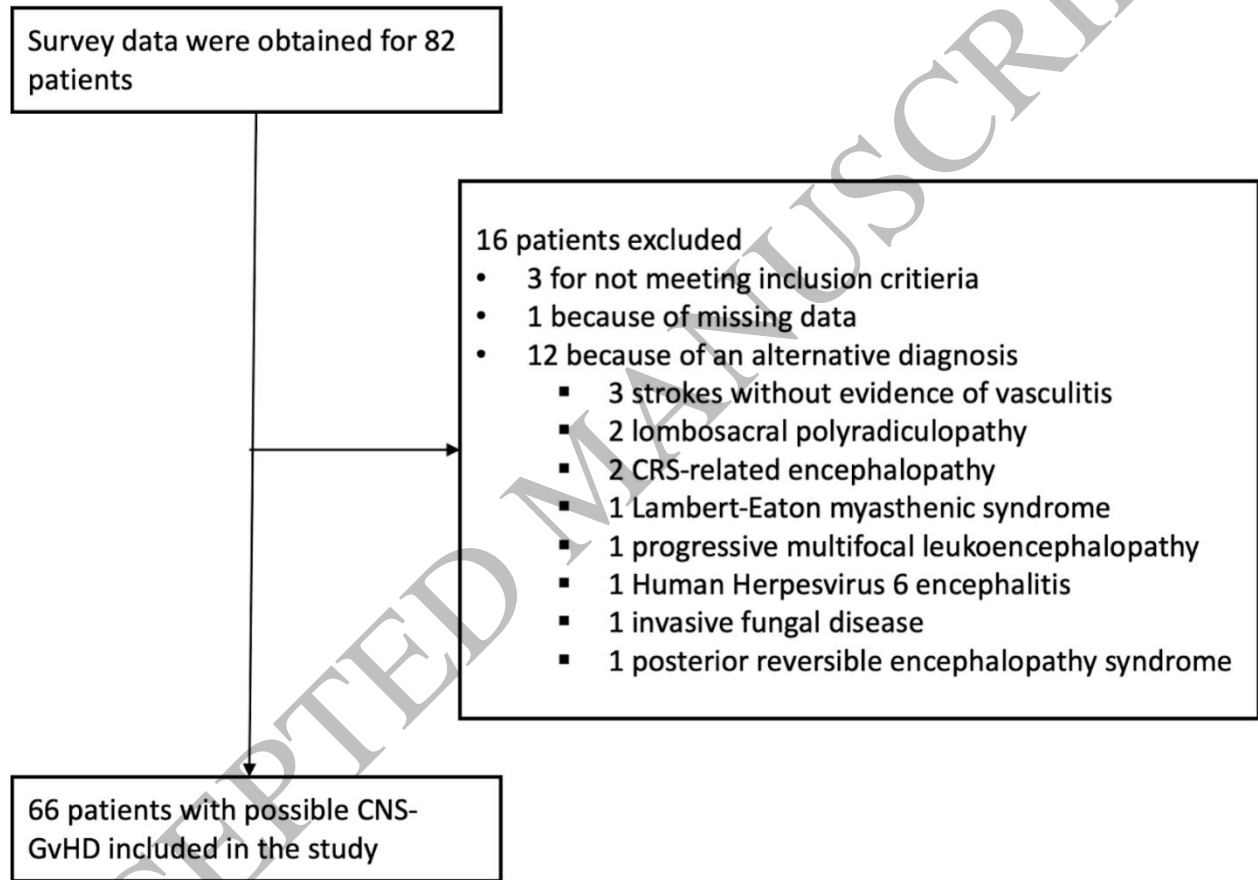 Survey data were obtained for 82
patients
16 patients excluded
• 3 for not meeting inclusion critieria
• 1 because of missing data
• 12 because of an alternative diagnosis
▪ 3 strokes without evidence of vasculitis
▪ 2 lombosacral polyradiculopathy
▪ 2 CRS-related encephalopathy
▪ 1 Lambert-Eaton myasthenic syndrome
▪ 1 progressive multifocal leukoencephalopathy
▪ 1 Human Herpesvirus 6 encephalitis
▪ 1 invasive fungal disease
▪ 1 posterior reversible encephalopathy syndrome
66 patients with possible CNS-
GvHD included in the study
CEPTED MANUSCRI